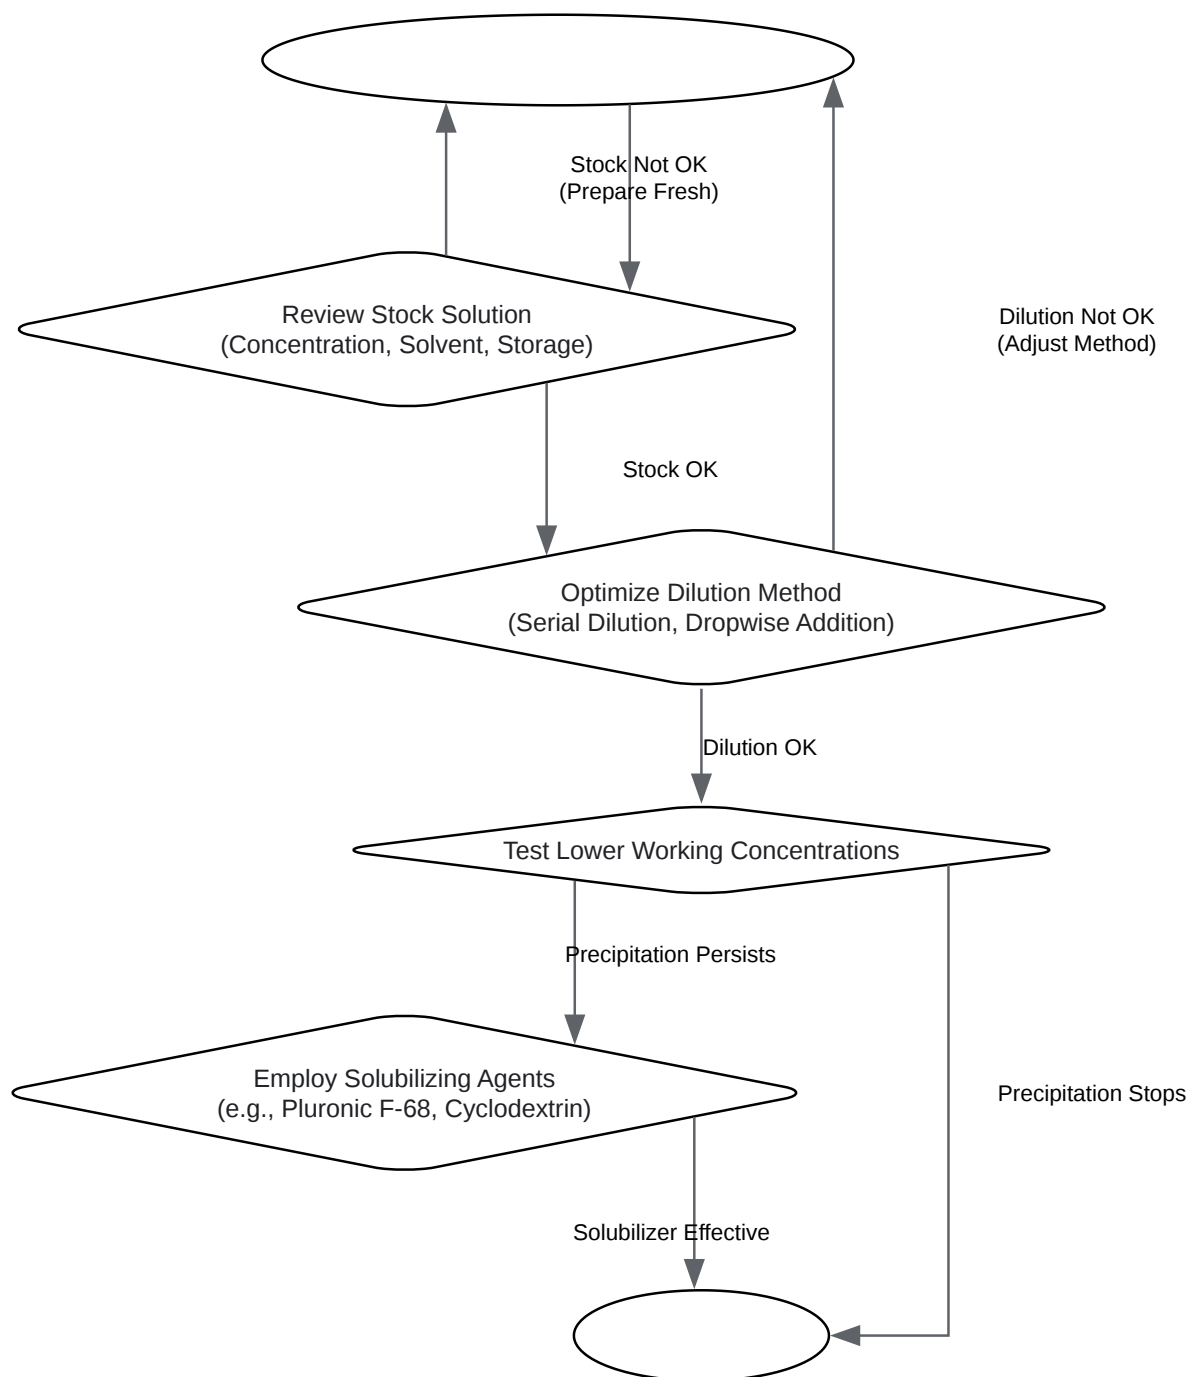 Stock Not OK
(Prepare Fresh)
Review Stock Solution
(Concentration, Solvent, Storage)
Dilution Not OK
(Adjust Method)
Stock OK
Optimize Dilution Method
(Serial Dilution, Dropwise Addition)
Dilution OK
Test Lower Working Concentrations
Precipitation Persists
Employ Solubilizing Agents
(e.g., Pluronic F-68, Cyclodextrin)
Precipitation Stops
Solubilizer Effective